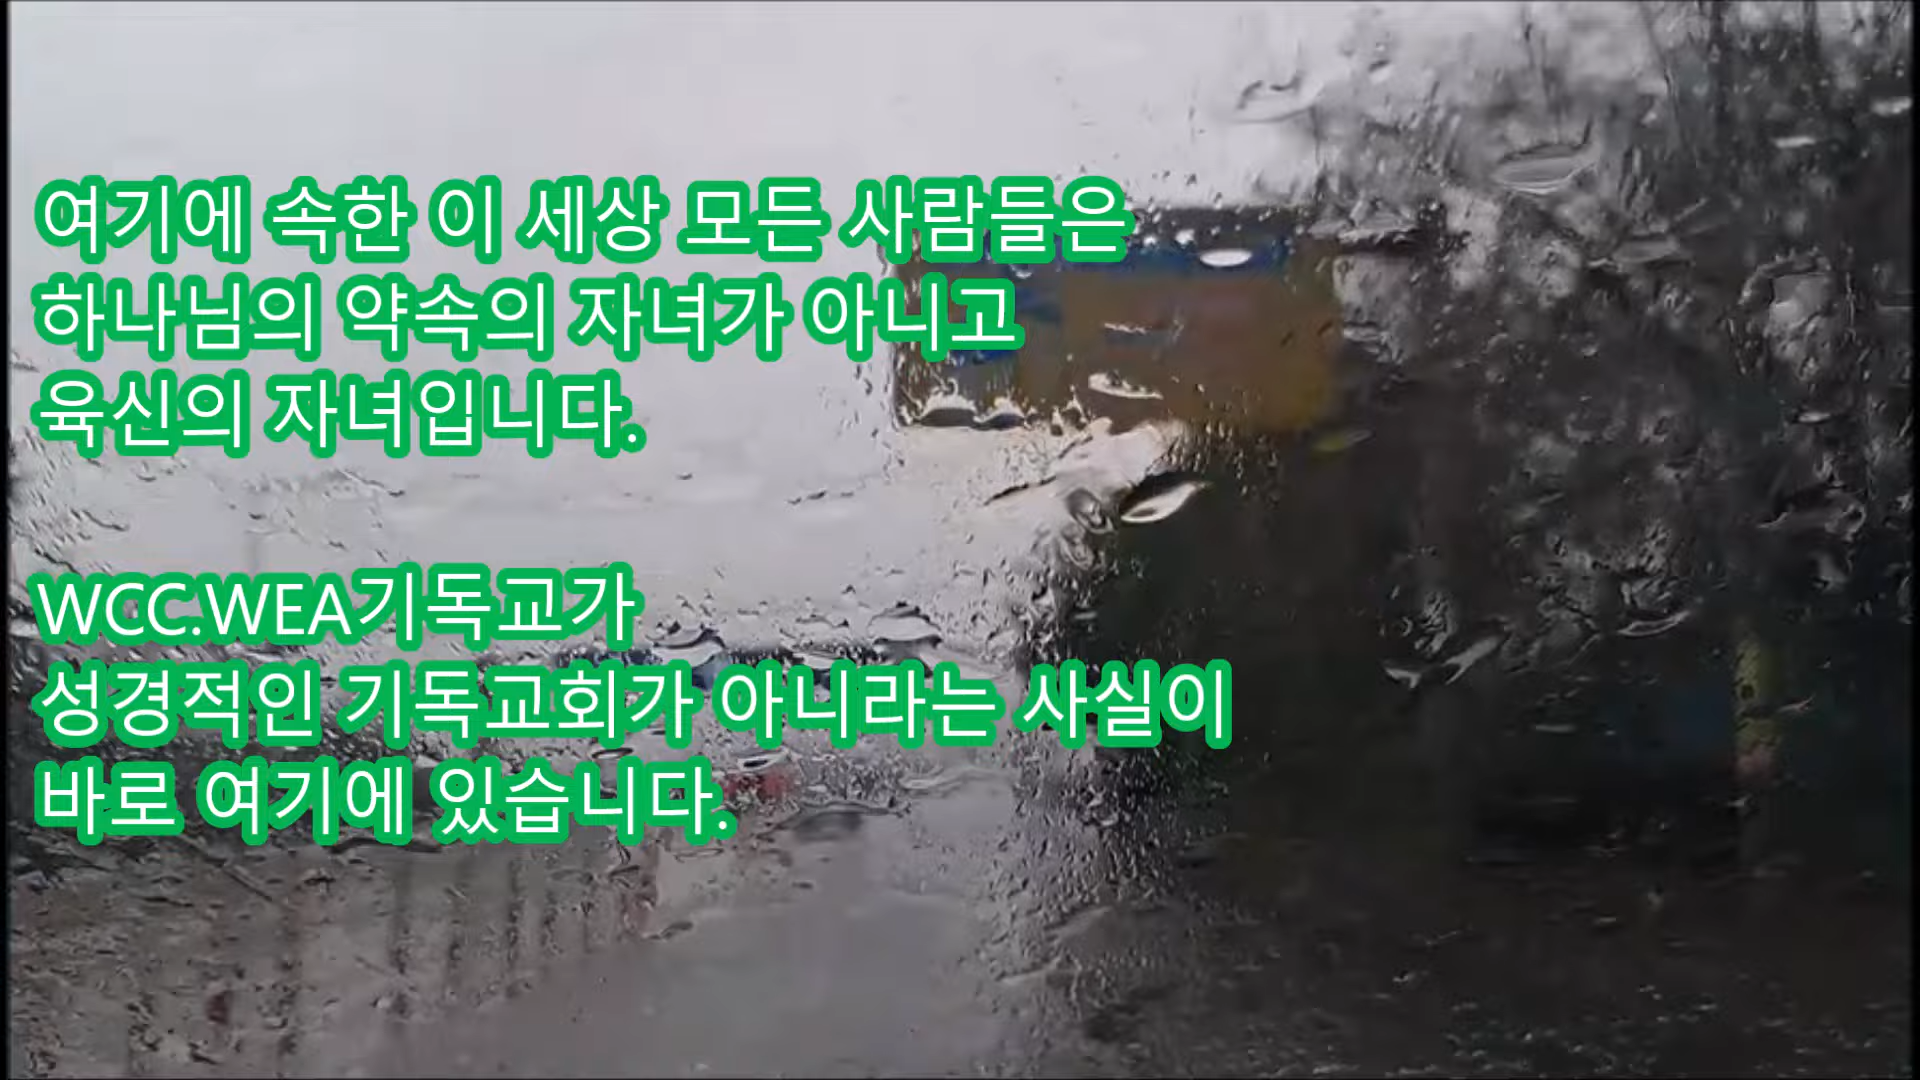 여기에 속한 이 세상 모든 사람들은
하나님의 약속의 자녀가 아니고
육신의 자녀입니다.
WCC.WEA기독교가
성경적인 기독교회가 아니라는 사실이
바로 여기에 있습니다.